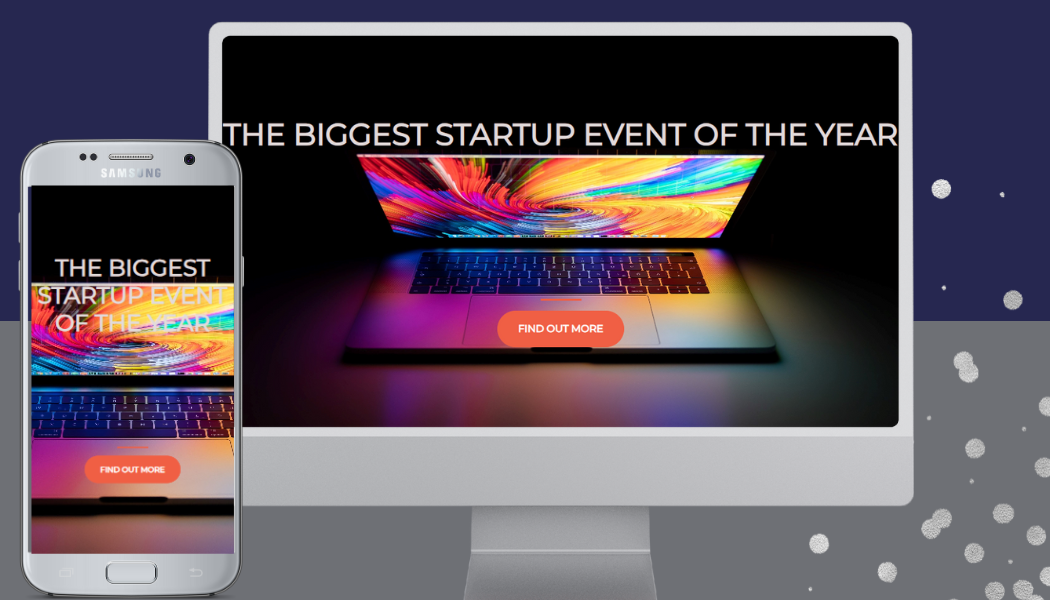 THE BIGGEST STARTUP EVENT OF THE YEAR
FIND OUT MORE
SAMSUNG
THE BIGGEST
STARTUP EVENT
OF THE YEAR
FIND OUT MORE